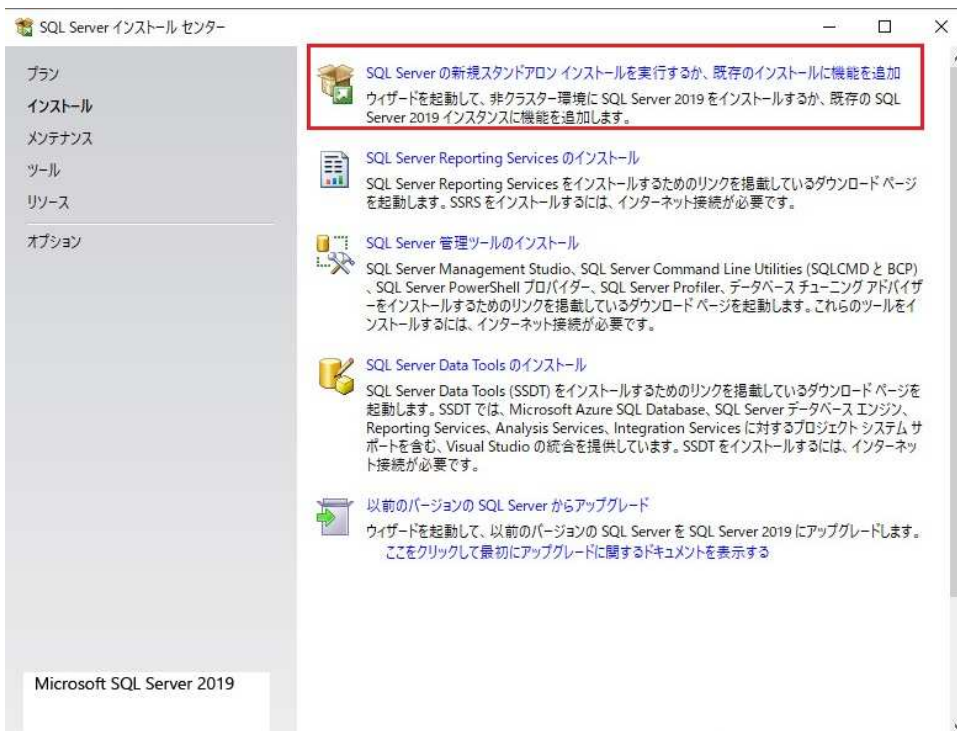 SQL Server インストール センター
プラン
インストール
メンテナンス
ツール
リソース
オプション
SQL Server の新規スタンドアロン インストールを実行するか、既存のインストールに機能を追加
ウィザードを起動して、非クラスター環境に SQL Server 2019 をインストールするか、既存の SQL
Server 2019 インスタンスに機能を追加します。
SQL Server Reporting Services のインストール
SQL Server Reporting Services をインストールするためのリンクを掲載しているダウンロード ページ
を起動します。SSRS をインストールするには、インターネット接続が必要です。
SQL Server 管理ツールのインストール
SQL Server Management Studio、SQL Server Command Line Utilities (SQLCMD と BCP)
、SQL Server PowerShell プロバイダー、SQL Server Profiler、データベース チューニング アドバイザ
ーをインストールするためのリンクを掲載しているダウンロード ページを起動します。これらのツールをイ
ンストールするには、インターネット接続が必要です。
SQL Server Data Tools のインストール
SQL Server Data Tools (SSDT) をインストールするためのリンクを掲載しているダウンロード ページを
起動します。SSDT では、Microsoft Azure SQL Database、SQL Server データベース エンジン、
Reporting Services、Analysis Services、Integration Services に対するプロジェクト システム サ
ポートを含む、Visual Studio の統合を提供しています。SSDT をインストールするには、インターネッ
ト接続が必要です。
以前のバージョンの SQL Server からアップグレード
ウィザードを起動して、以前のバージョンの SQL Server を SQL Server 2019 にアップグレードします。
ここをクリックして最初にアップグレードに関するドキュメントを表示する
Microsoft SQL Server 2019